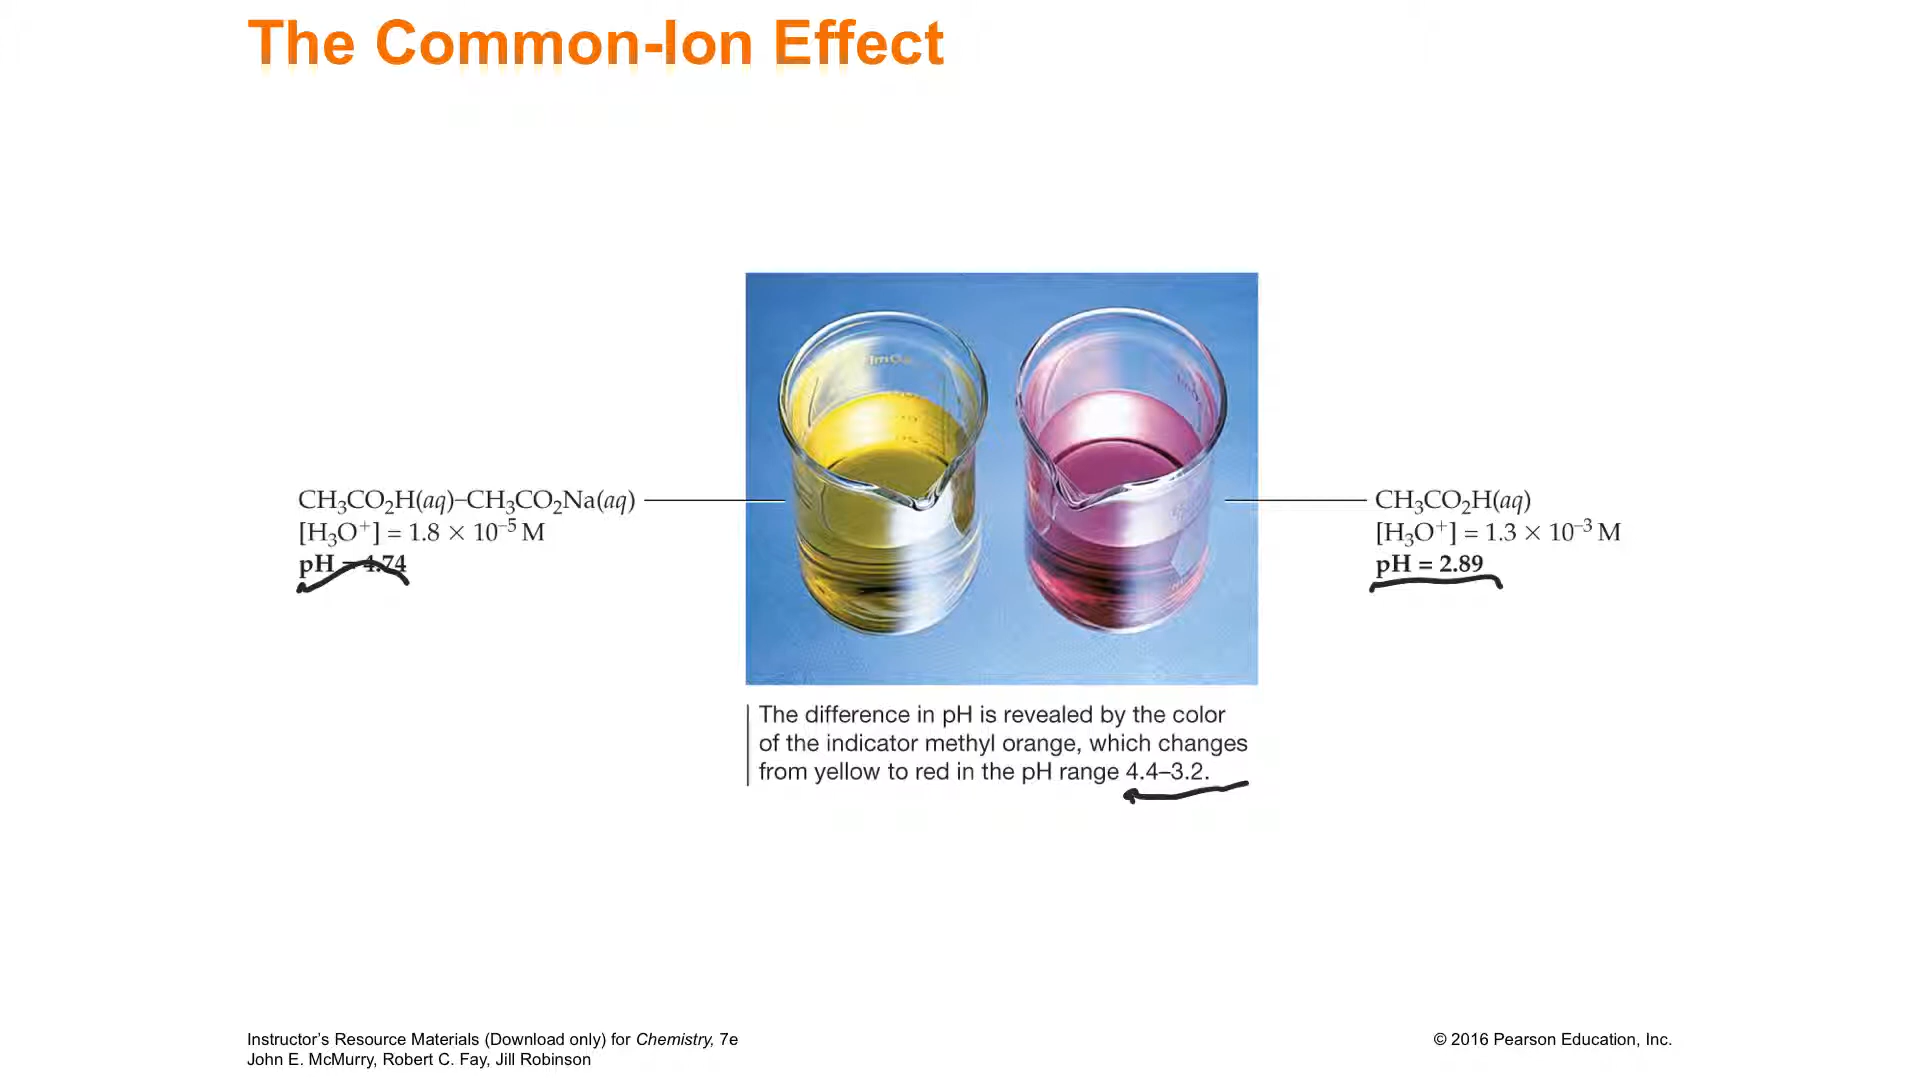 The Common-Ion Effect
CH₃CO₂H(aq)–CH₃CO₂Na(aq)
[H₃O⁺] = 1.8 × 10⁻⁵ M
pH = 4.74
CH₃CO₂H(aq)
[H₃O⁺] = 1.3 × 10⁻³ M
pH = 2.89
The difference in pH is revealed by the color
of the indicator methyl orange, which changes
from yellow to red in the pH range 4.4–3.2.
Instructor’s Resource Materials (Download only) for Chemistry, 7e
John E. McMurry, Robert C. Fay, Jill Robinson
© 2016 Pearson Education, Inc.